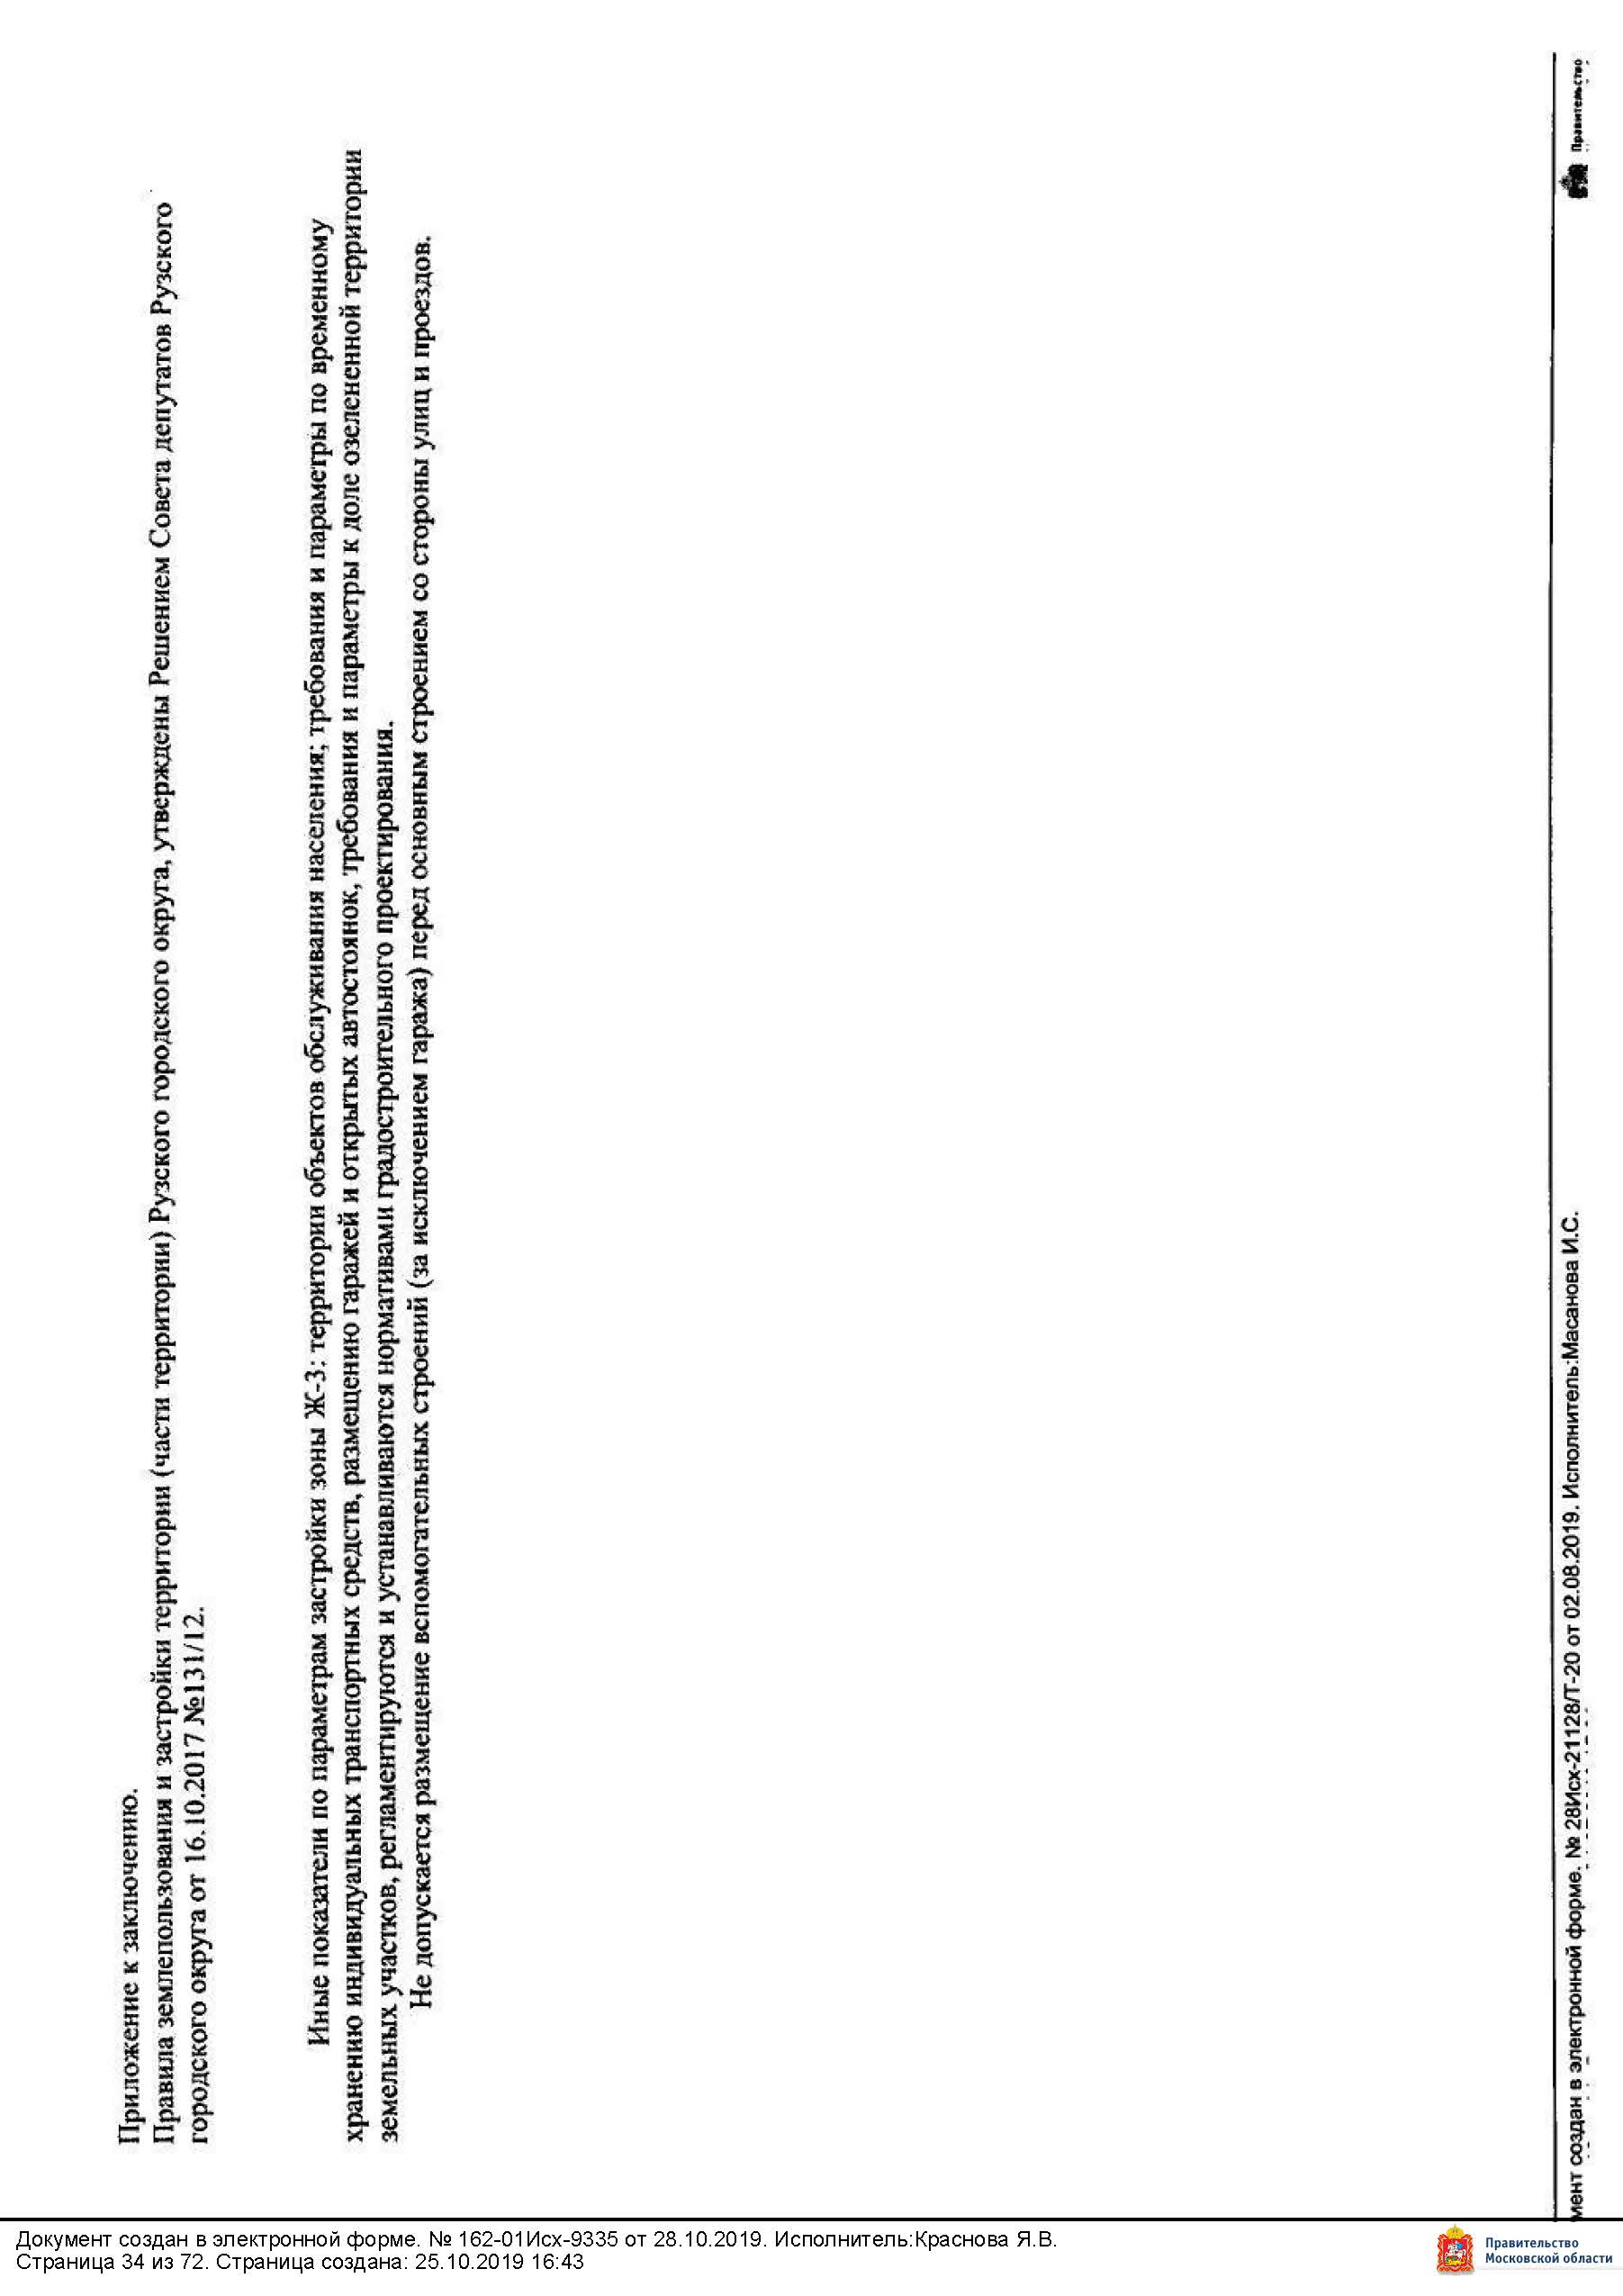 Приложение к заключению.
Правила землепользования и застройки территории (части территории) Рузского городского округа, утверждены Решением Совета депутатов Рузского
городского округа от 16.10.2017 №131/12.
Иные показатели по параметрам застройки зоны Ж-3: территории объектов обслуживания населения; требования и параметры по временному
хранению индивидуальных транспортных средств, размещению гаражей и открытых автостоянок, требования и параметры к доле озелененной территории
земельных участков, регламентируются и устанавливаются нормативами градостроительного проектирования.
Не допускается размещение вспомогательных строений (за исключением гаража) перед основным строением со стороны улиц и проездов.
мент создан в электронной форме. № 28Исх-21128/Т-20 от 02.08.2019. Исполнитель:Масанова И.С.
Правительство
Документ создан в электронной форме. № 162-01Исх-9335 от 28.10.2019. Исполнитель:Краснова Я.В.
Страница 34 из 72. Страница создана: 25.10.2019 16:43
Правительство
Московской области